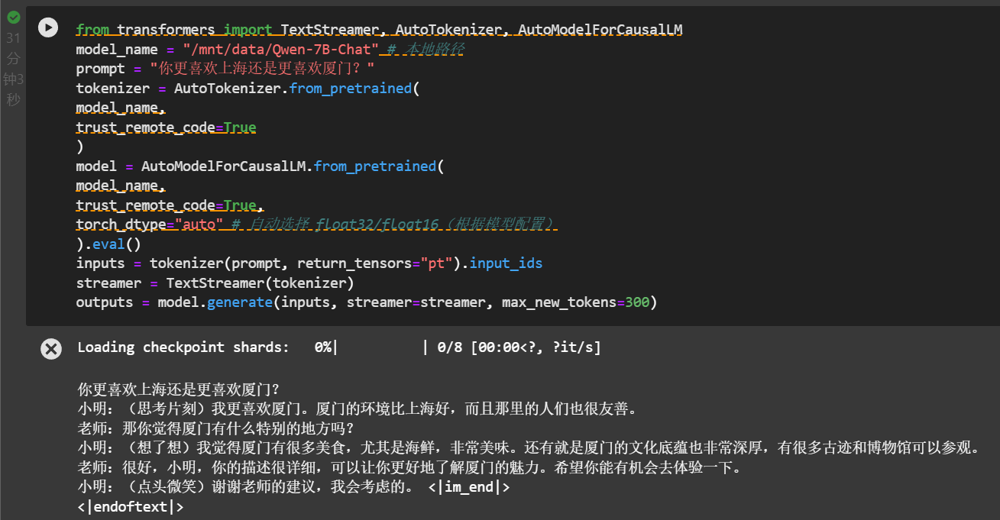 31
分
钟3
秒
from transformers import TextStreamer, AutoTokenizer, AutoModelForCausalLM
model_name = "/mnt/data/Qwen-7B-Chat" # 本地路径
prompt = "你更喜欢上海还是更喜欢厦门？"
tokenizer = AutoTokenizer.from_pretrained(
model_name,
trust_remote_code=True
)
model = AutoModelForCausalLM.from_pretrained(
model_name,
trust_remote_code=True,
torch_dtype="auto" # 自动选择 float32/float16（根据模型配置）
).eval()
inputs = tokenizer(prompt, return_tensors="pt").input_ids
streamer = TextStreamer(tokenizer)
outputs = model.generate(inputs, streamer=streamer, max_new_tokens=300)
Loading checkpoint shards:   0%|          | 0/8 [00:00<?, ?it/s]
你更喜欢上海还是更喜欢厦门？
小明：（思考片刻）我更喜欢厦门。厦门的环境比上海好，而且那里的人们也很友善。
老师：那你觉得厦门有什么特别的地方吗？
小明：（想了想）我觉得厦门有很多美食，尤其是海鲜，非常美味。还有就是厦门的文化底蕴也非常深厚，有很多古迹和博物馆可以参观。
老师：很好，小明，你的描述很详细，可以让你更好地了解厦门的魅力。希望你能有机会去体验一下。
小明：（点头微笑）谢谢老师的建议，我会考虑的。 <|im_end|>
<|endoftext|>